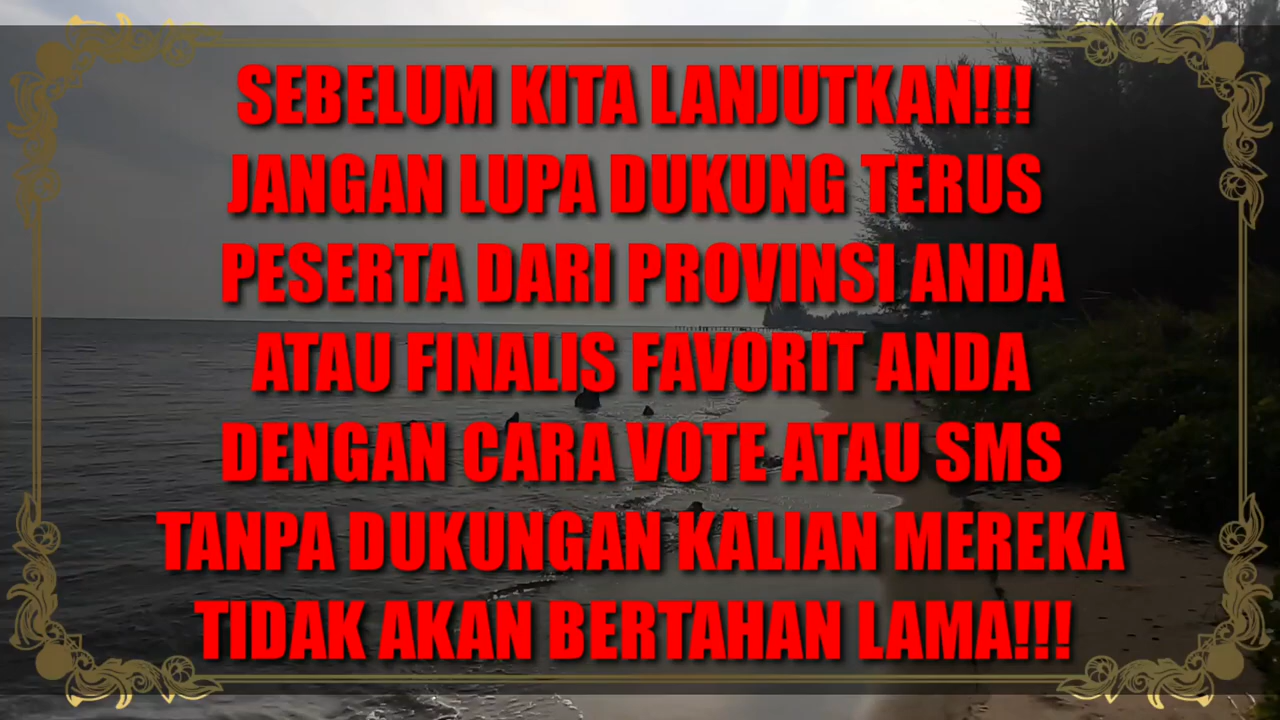 SEBELUM KITA LANJUTKAN!!!
JANGAN LUPA DUKUNG TERUS
PESERTA DARI PROVINSI ANDA
ATAU FINALIS FAVORIT ANDA
DENGAN CARA VOTE ATAU SMS
TANPA DUKUNGAN KALIAN MEREKA
TIDAK AKAN BERTAHAN LAMA!!!